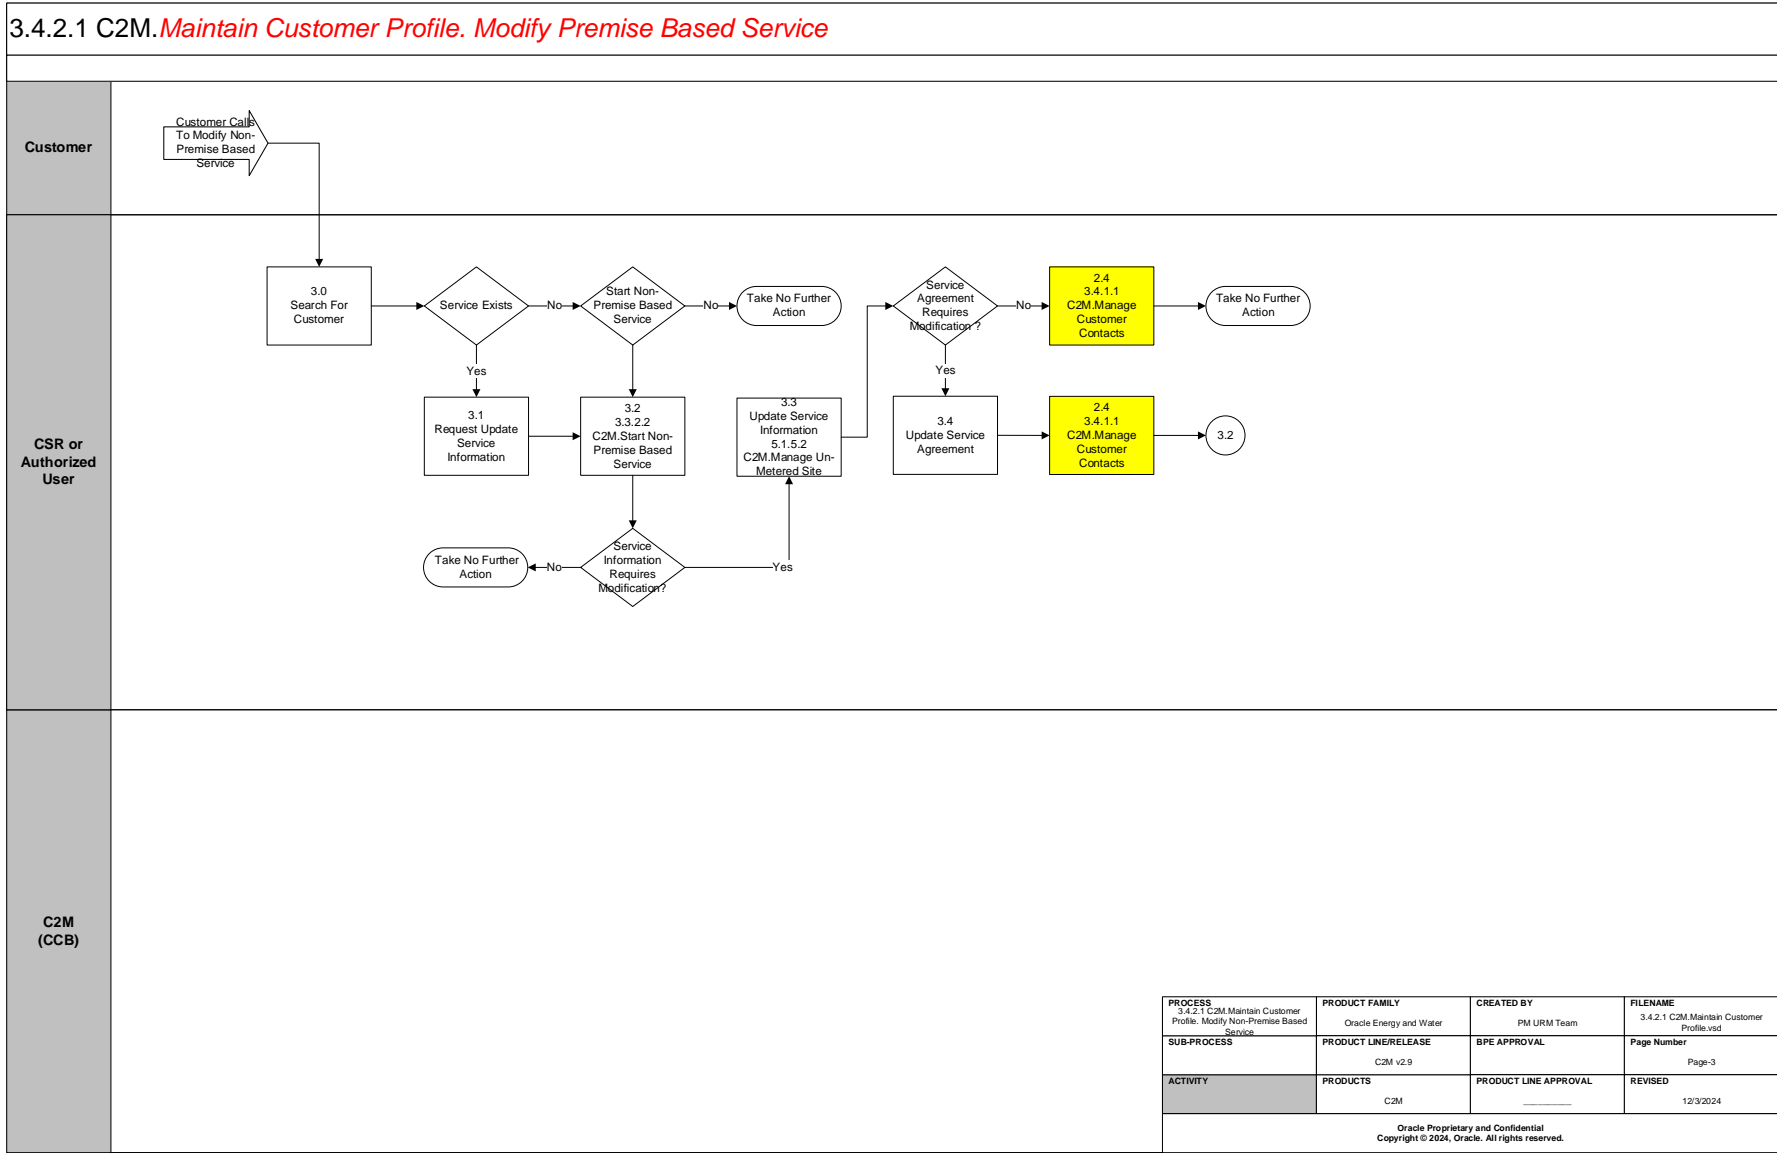 3.4.2.1 C2M.Maintain Customer Profile. Modify Premise Based Service
Customer
Customer Calls
To Modify Non-
Premise Based
Service
CSR or
Authorized
User
3.0
Search For
Customer
Service Exists
No
Start Non-
Premise Based
Service
No
Take No Further
Action
Service
Agreement
Requires
Modification ?
No
2.4
3.4.1.1
C2M.Manage
Customer
Contacts
Take No Further
Action
Yes
Yes
3.1
Request Update
Service
Information
3.2
3.3.2.2
C2M.Start Non-
Premise Based
Service
3.3
Update Service
Information
5.1.5.2
C2M.Manage Un-
Metered Site
3.4
Update Service
Agreement
2.4
3.4.1.1
C2M.Manage
Customer
Contacts
3.2
Take No Further
Action
No
Service
Information
Requires
Modification?
Yes
C2M
(CCB)
PROCESS
3.4.2.1 C2M.Maintain Customer
Profile. Modify Non-Premise Based
Service
PRODUCT FAMILY
Oracle Energy and Water
CREATED BY
PM URM Team
FILENAME
3.4.2.1 C2M.Maintain Customer
Profile.vsd
SUB-PROCESS
PRODUCT LINE/RELEASE
C2M v2.9
BPE APPROVAL
Page Number
Page-3
ACTIVITY
PRODUCTS
C2M
PRODUCT LINE APPROVAL
___________
REVISED
12/3/2024
Oracle Proprietary and Confidential
Copyright © 2024, Oracle. All rights reserved.